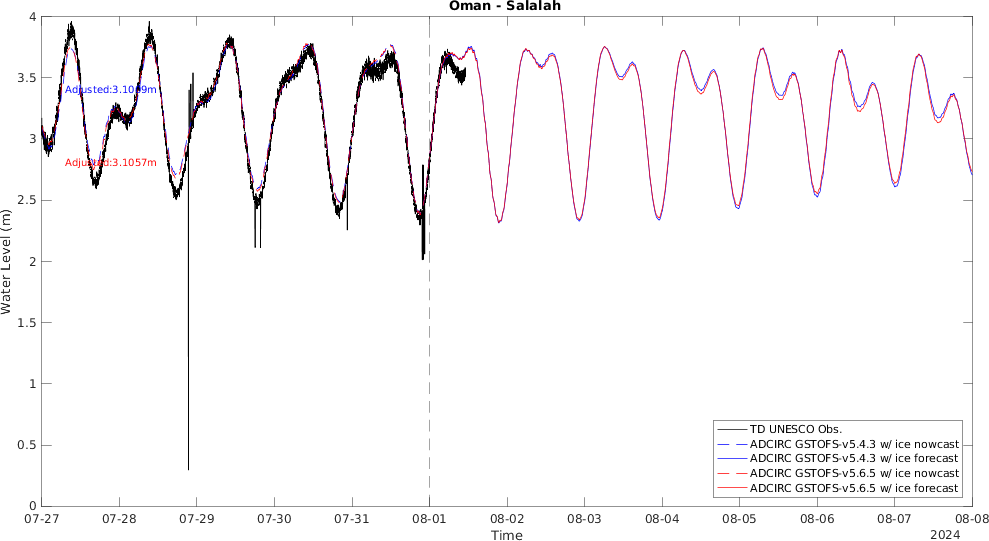 Oman - Salalah
4
3.5
3
2.5
2
1.5
1
0.5
0
Water Level (m)
Adjusted:3.1069m
Adjusted:3.1057m
TD UNESCO Obs.
ADCIRC GSTOFS-v5.4.3 w/ ice nowcast
ADCIRC GSTOFS-v5.4.3 w/ ice forecast
ADCIRC GSTOFS-v5.6.5 w/ ice nowcast
ADCIRC GSTOFS-v5.6.5 w/ ice forecast
07-27 07-28 07-29 07-30 07-31 08-01 08-02 08-03 08-04 08-05 08-06 08-07 08-08
Time
2024